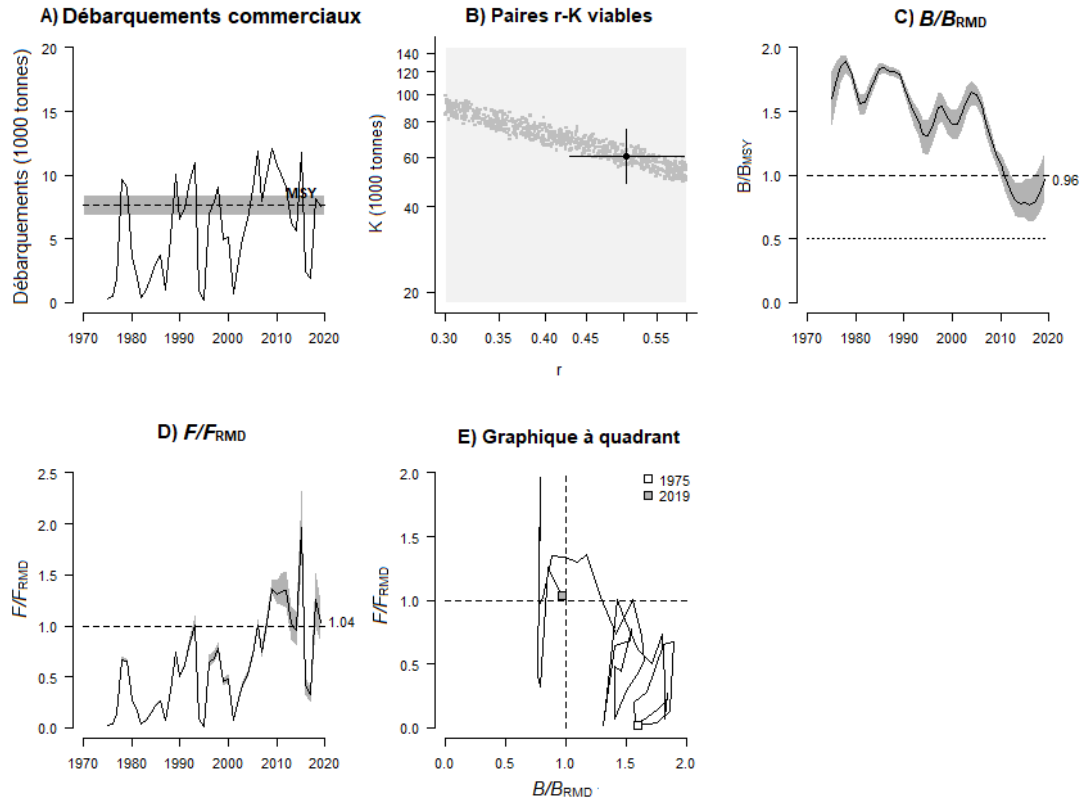 A) Débarquements commerciaux
Débarquements (1000 tonnes)
20
15
10
5
0
MSY
1970 1980 1990 2000 2010 2020
B) Paires r-K viables
K (1000 tonnes)
140
120
100
80
60
40
20
0.30 0.35 0.40 0.45 0.55
r
C) B/BRMD
B/BMSY
2.0
1.5
1.0
0.5
0.0
0.96
1970 1980 1990 2000 2010 2020
D) F/FRMD
F/FRMD
2.5
2.0
1.5
1.0
0.5
0.0
1.04
1970 1980 1990 2000 2010 2020
E) Graphique à quadrant
F/FRMD
2.0
1.5
1.0
0.5
0.0
1975
2019
0.0 0.5 1.0 1.5 2.0
B/BRMD